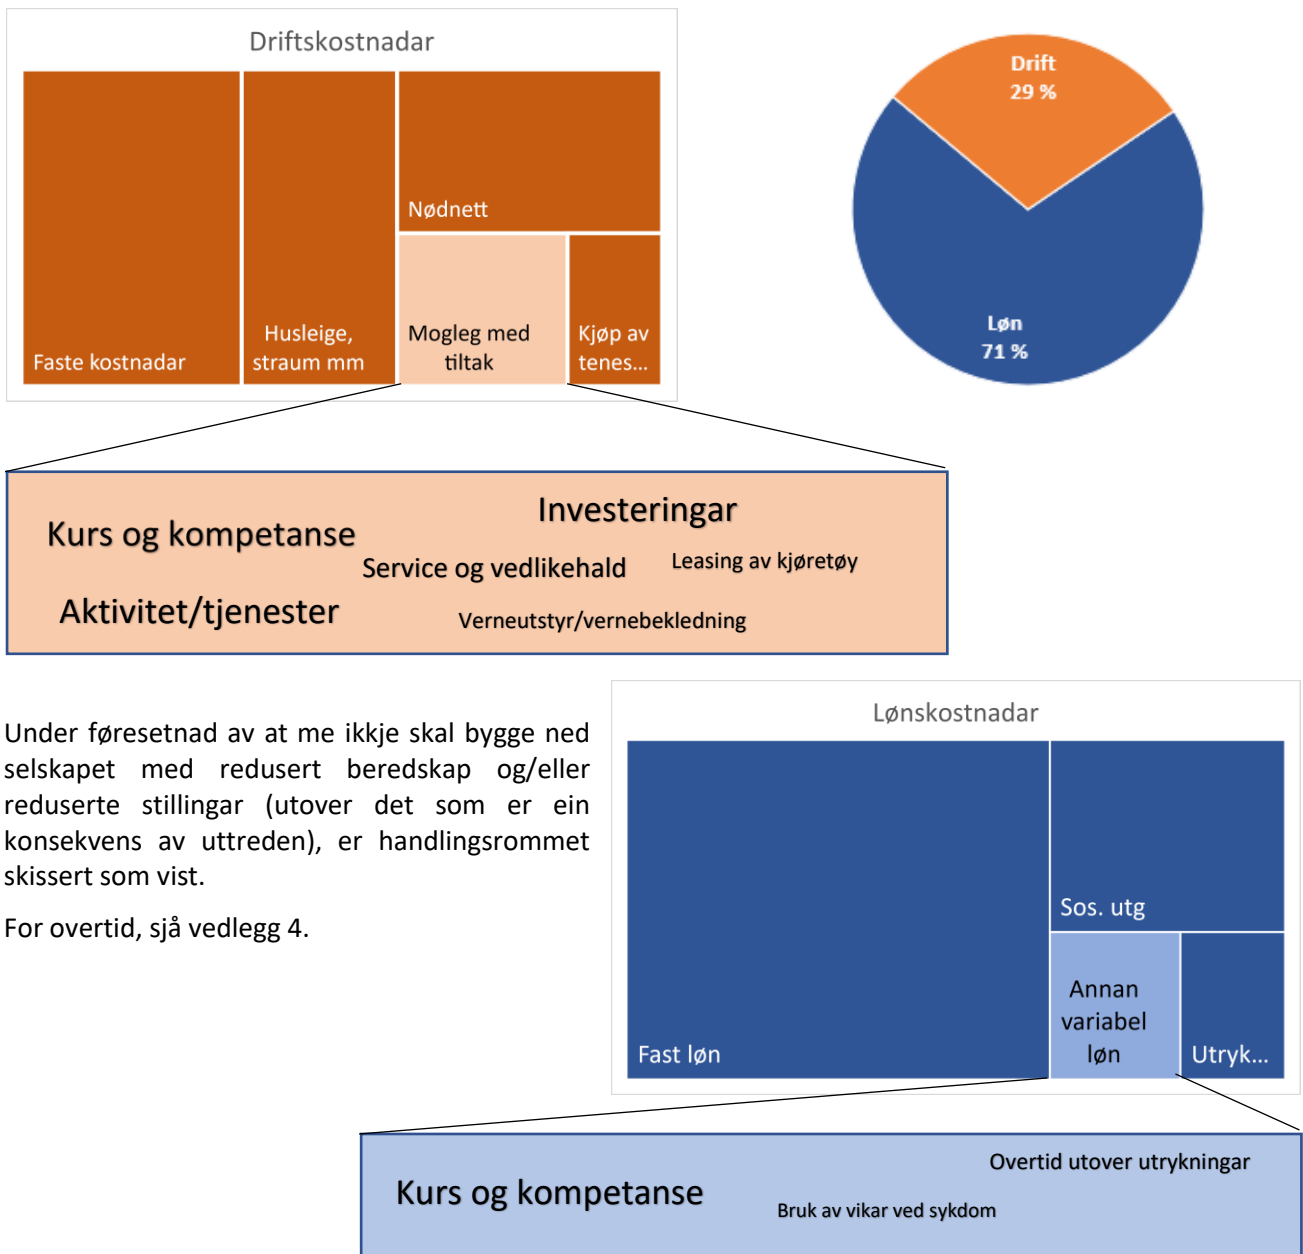 Driftskostnadar
Faste kostnadar
Husleige,
straum mm
Nødnett
Mogleg med
tiltak
Kjøp av
tenes...
Drift
29 %
Løn
71 %
Investeringar
Kurs og kompetanse
Service og vedlikehald
Leasing av kjøretøy
Aktivitet/tjenester
Verneutstyr/vernebekledning
Under føresetnad av at me ikkje skal bygge ned
selskapet med redusert beredskap og/eller
reduserte stillingar (utover det som er ein
konsekvens av uttreden), er handlingsrommet
skissert som vist.
For overtid, sjå vedlegg 4.
Lønskostnadar
Fast løn
Sos. utg
Annan
variabel
løn
Utryk...
Overtid utover utrykningar
Kurs og kompetanse
Bruk av vikar ved sykdom